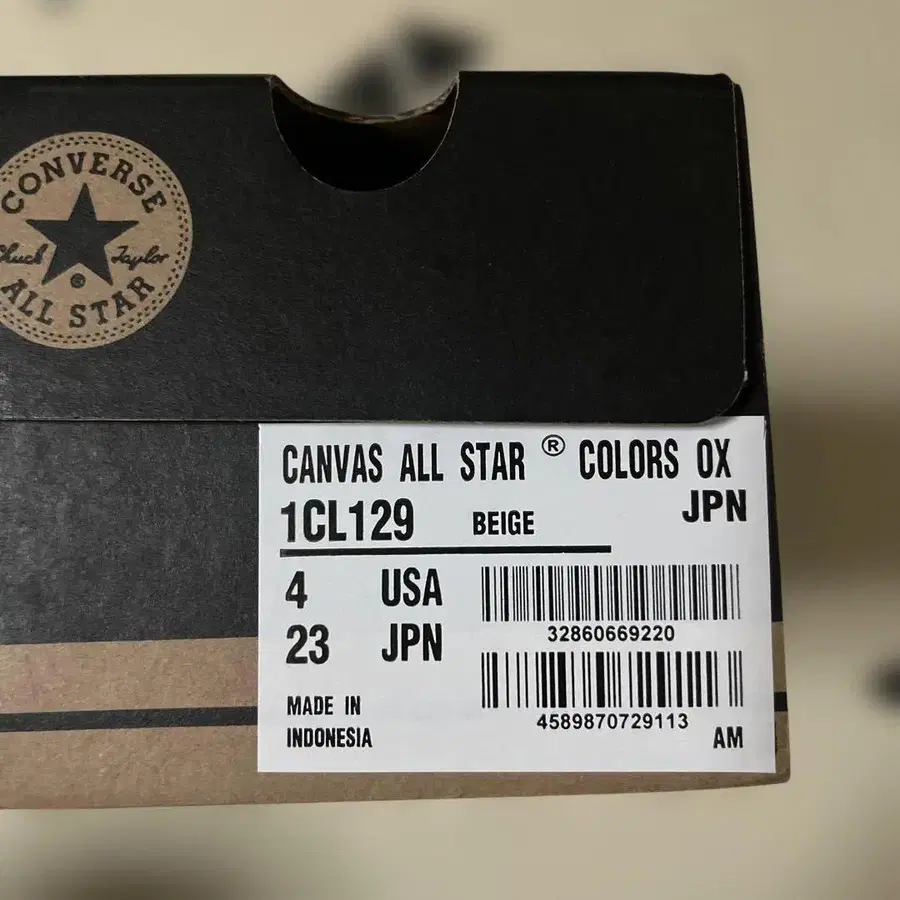 CONVERSE
Chuck Taylor
®
ALL STAR
CANVAS ALL STAR ® COLORS OX
1CL129 BEIGE JPN
4 USA
32860669220
23 JPN
4589870729113
MADE IN
INDONESIA
AM